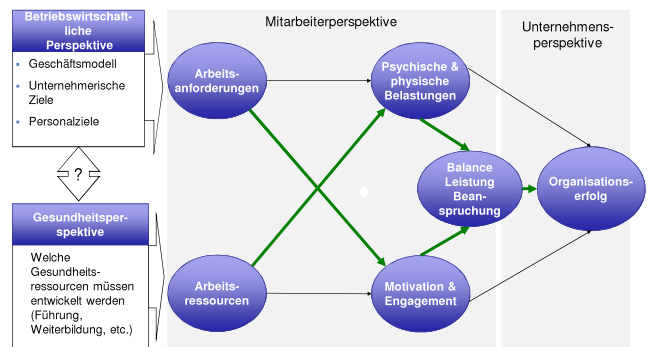 Betriebswirtschaft-
liche
Perspektive
• Geschäftsmodell
• Unternehmerische
Ziele
• Personalziele
?
Gesundheitsper-
spektive
Welche
Gesundheits-
ressourcen müssen
entwickelt werden
(Führung,
Weiterbildung, etc.)
Mitarbeiterperspektive
Arbeits-
anforderungen
Psychische &
physische
Belastungen
Balance
Leistung
Bean-
spruchung
Arbeits-
ressourcen
Motivation &
Engagement
Unternehmens-
perspektive
Organisations-
erfolg